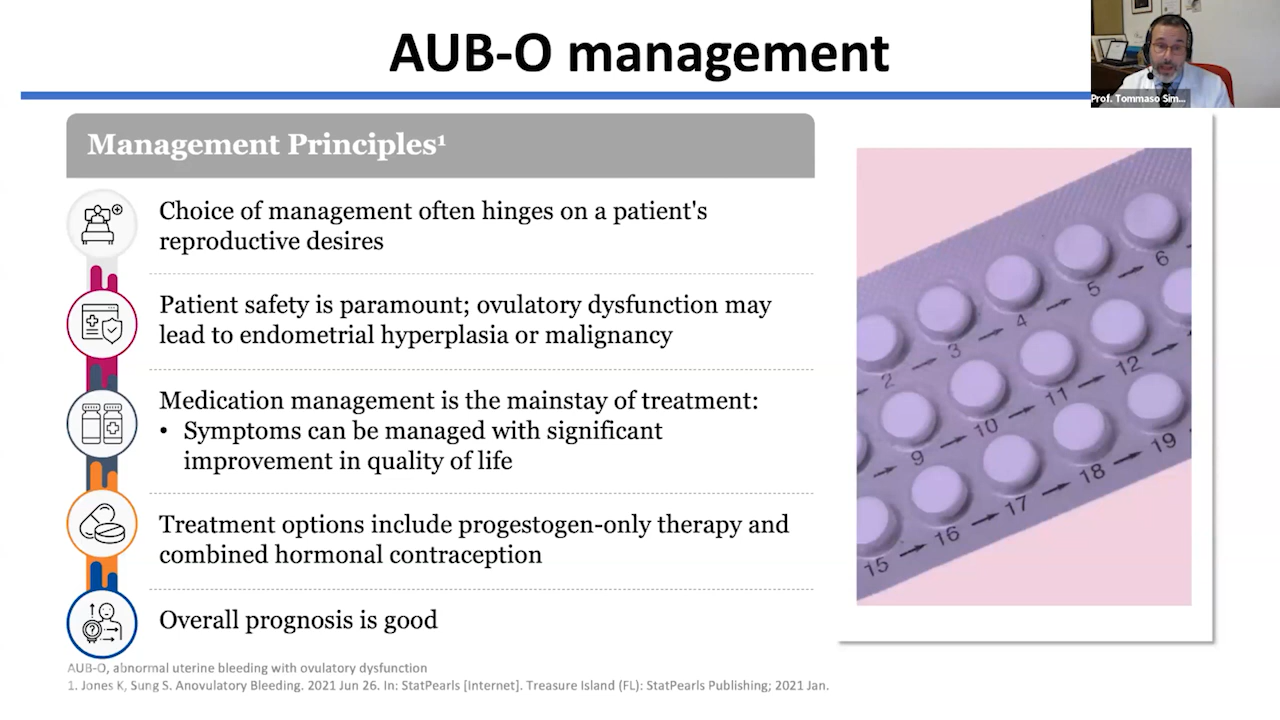 AUB-O management
Prof. Tommaso Sim...
Management Principles¹
Choice of management often hinges on a patient's
reproductive desires
Patient safety is paramount; ovulatory dysfunction may
lead to endometrial hyperplasia or malignancy
Medication management is the mainstay of treatment:
• Symptoms can be managed with significant
improvement in quality of life
Treatment options include progestogen-only therapy and
combined hormonal contraception
Overall prognosis is good
2 → 3 → 4 → 5 → 6
9 → 10 → 11 → 12 →
15 → 16 → 17 → 18 → 19
AUB-O, abnormal uterine bleeding with ovulatory dysfunction
1. Jones K, Sung S. Anovulatory Bleeding. 2021 Jun 26. In: StatPearls [Internet]. Treasure Island (FL): StatPearls Publishing; 2021 Jan.